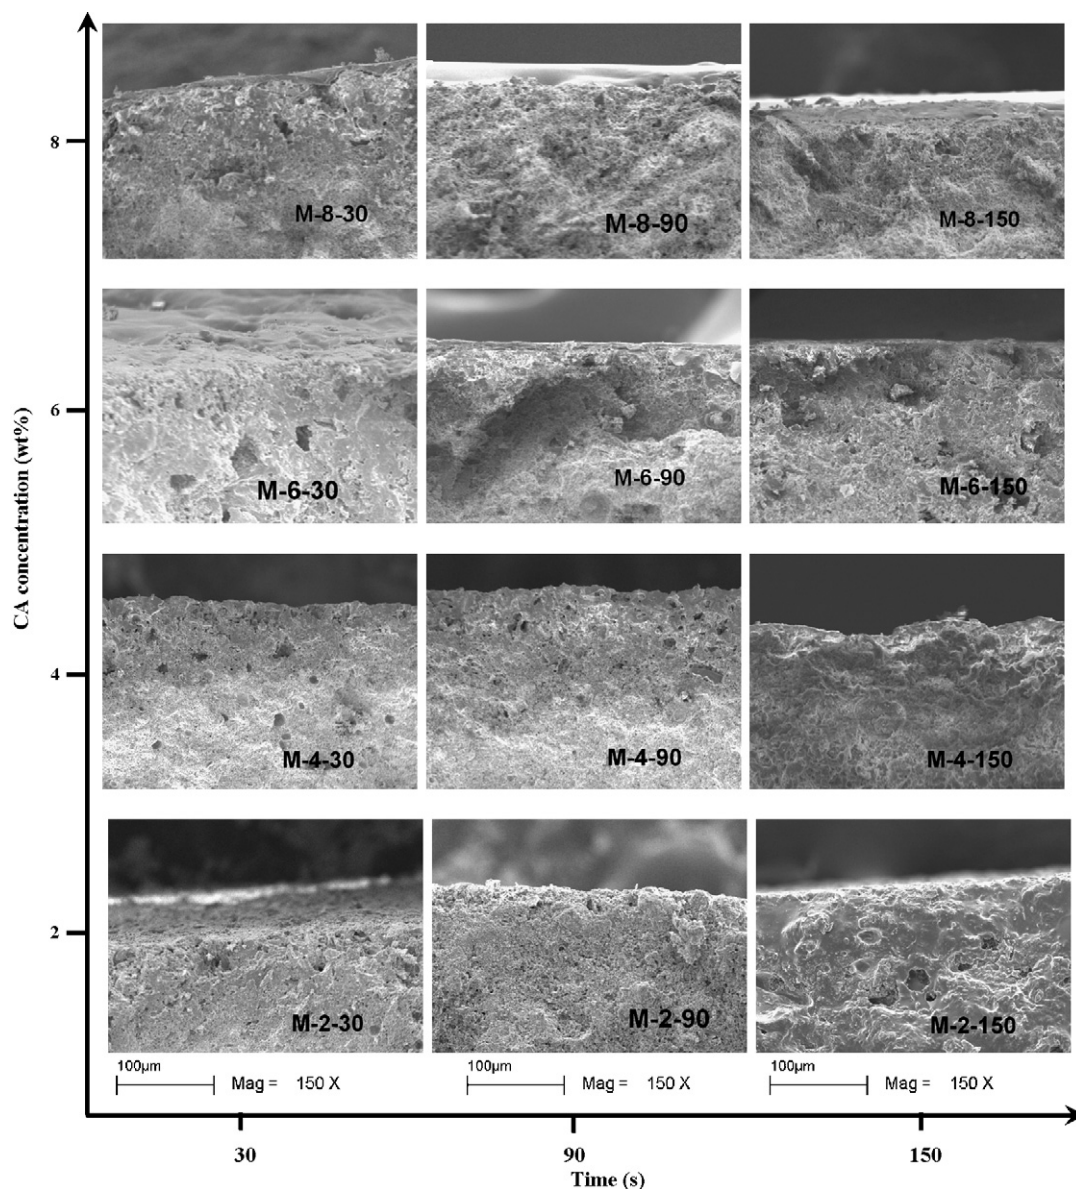 8
M-8-30
M-8-90
M-8-150
CA concentration (wt%)
6
M-6-30
M-6-90
M-6-150
4
M-4-30
M-4-90
M-4-150
2
M-2-30
M-2-90
M-2-150
100µm
Mag = 150 X
100µm
Mag = 150 X
100µm
Mag = 150 X
30
90
150
Time (s)